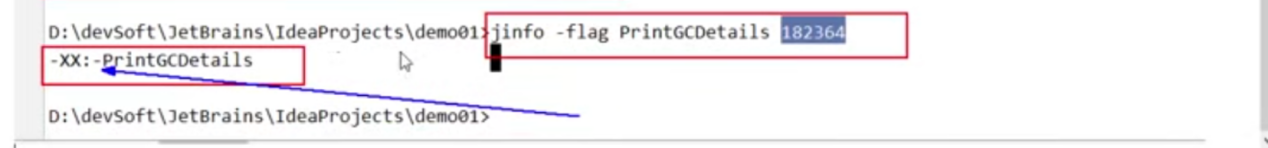 D:\devSoft\JetBrains\IdeaProjects\demo01>jinfo -flag PrintGCDetails 182364
-XX:-PrintGCDetails
D:\devSoft\JetBrains\IdeaProjects\demo01>